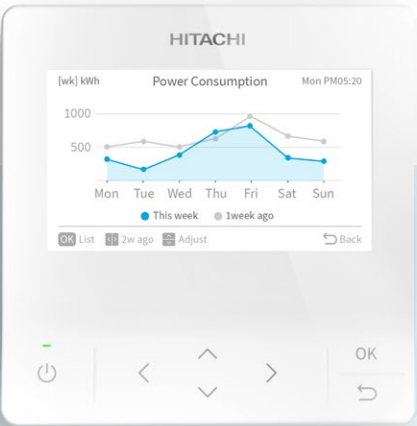 HITACHI
[wk] kWh Power Consumption Mon PM05:20
1000
500
Mon Tue Wed Thu Fri Sat Sun
This week 1week ago
OK List 2w ago Adjust Back
OK